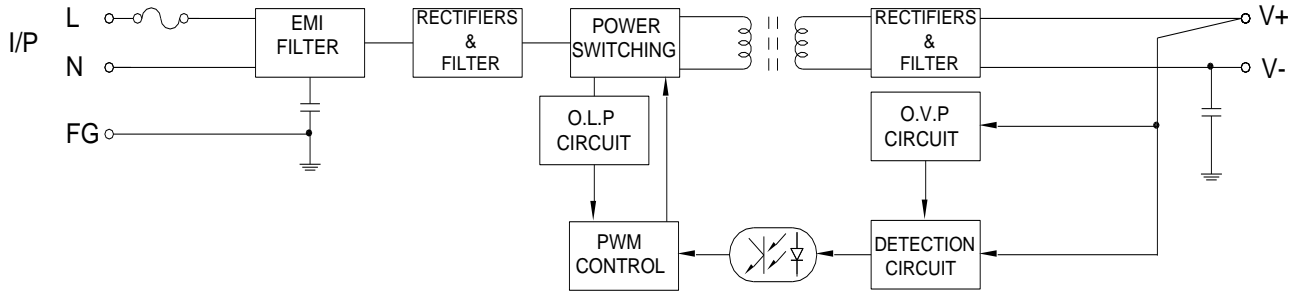 I/P
L
N
FG
EMI
FILTER
RECTIFIERS
&
FILTER
POWER
SWITCHING
RECTIFIERS
&
FILTER
V+
V-
O.L.P
CIRCUIT
O.V.P
CIRCUIT
PWM
CONTROL
DETECTION
CIRCUIT